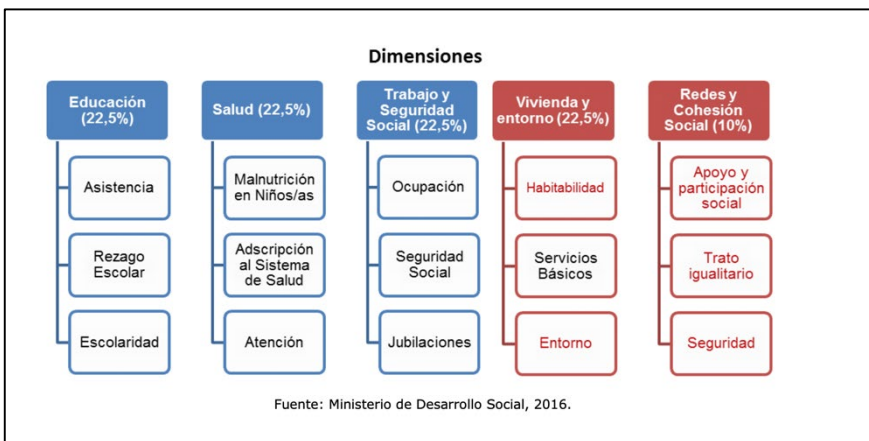 Dimensiones
Educación
(22,5%)
Asistencia
Rezago
Escolar
Escolaridad
Salud (22,5%)
Malnutrición
en Niños/as
Adscripción
al Sistema
de Salud
Atención
Trabajo y
Seguridad
Social (22,5%)
Ocupación
Seguridad
Social
Jubilaciones
Vivienda y
entorno (22,5%)
Habitabilidad
Servicios
Básicos
Entorno
Redes y
Cohesión
Social (10%)
Apoyo y
participación
social
Trato
igualitario
Seguridad
Fuente: Ministerio de Desarrollo Social, 2016.